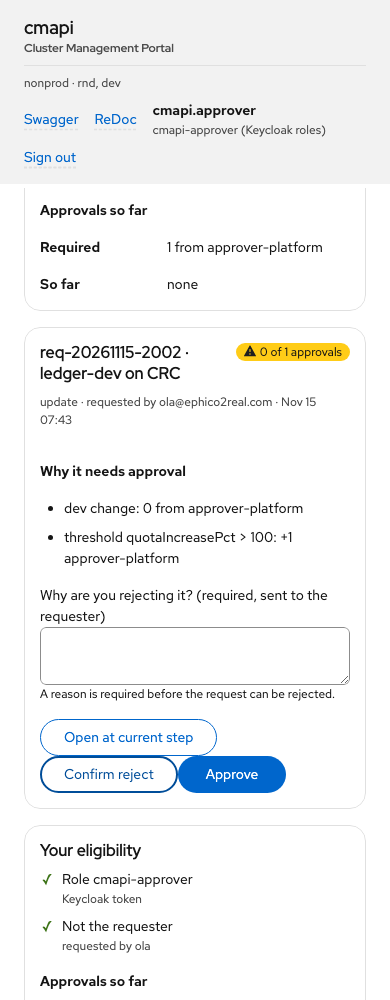 cmapi
Cluster Management Portal
nonprod · rnd, dev
Swagger ReDoc cmapi.approver
cmapi-approver (Keycloak roles)
Sign out
Approvals so far
Required 1 from approver-platform
So far none
req-20261115-2002 ·
ledger-dev on CRC
0 of 1 approvals
update · requested by ola@ephico2real.com · Nov 15
07:43
Why it needs approval
dev change: 0 from approver-platform
threshold quotaIncreasePct > 100: +1
approver-platform
Why are you rejecting it? (required, sent to the
requester)
A reason is required before the request can be rejected.
Open at current step
Confirm reject Approve
Your eligibility
✓ Role cmapi-approver
Keycloak token
✓ Not the requester
requested by ola
Approvals so far